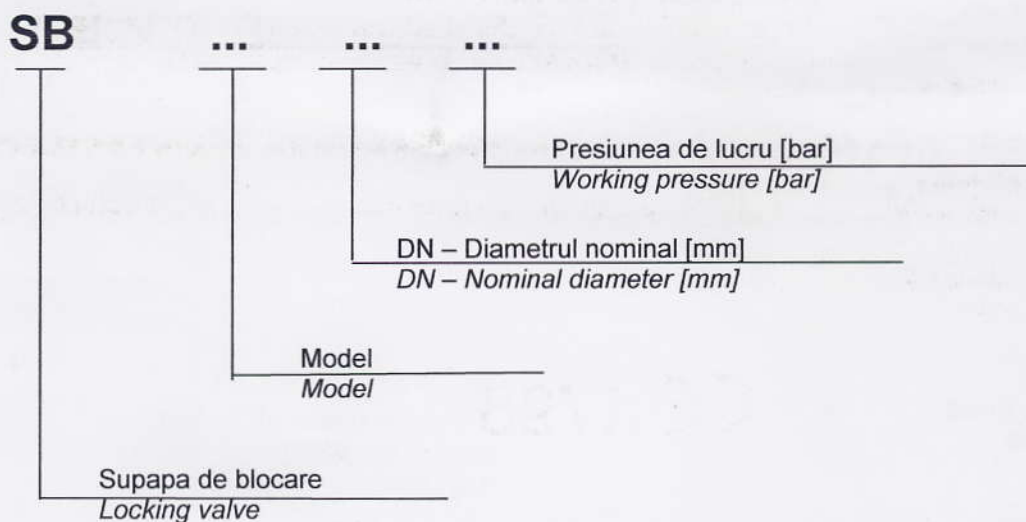 SB ... ... ...
Presiunea de lucru [bar]
Working pressure [bar]
DN – Diametrul nominal [mm]
DN – Nominal diameter [mm]
Model
Model
Supapa de blocare
Locking valve